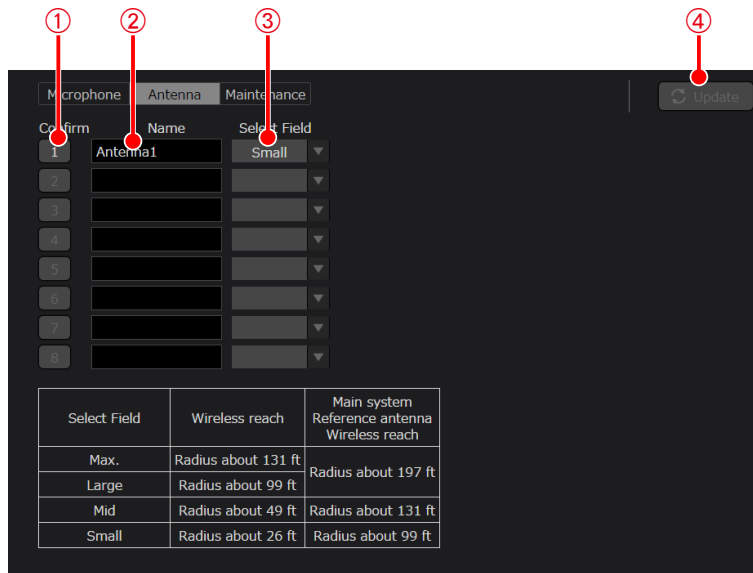 ① ② ③ ④
Microphone Antenna Maintenance Update
Confirm Name Select Field
1 Antenna1 Small
2
3
4
5
6
7
8
Select Field Wireless reach Main system
Reference antenna
Wireless reach
Max. Radius about 131 ft Radius about 197 ft
Large Radius about 99 ft
Mid Radius about 49 ft Radius about 131 ft
Small Radius about 26 ft Radius about 99 ft